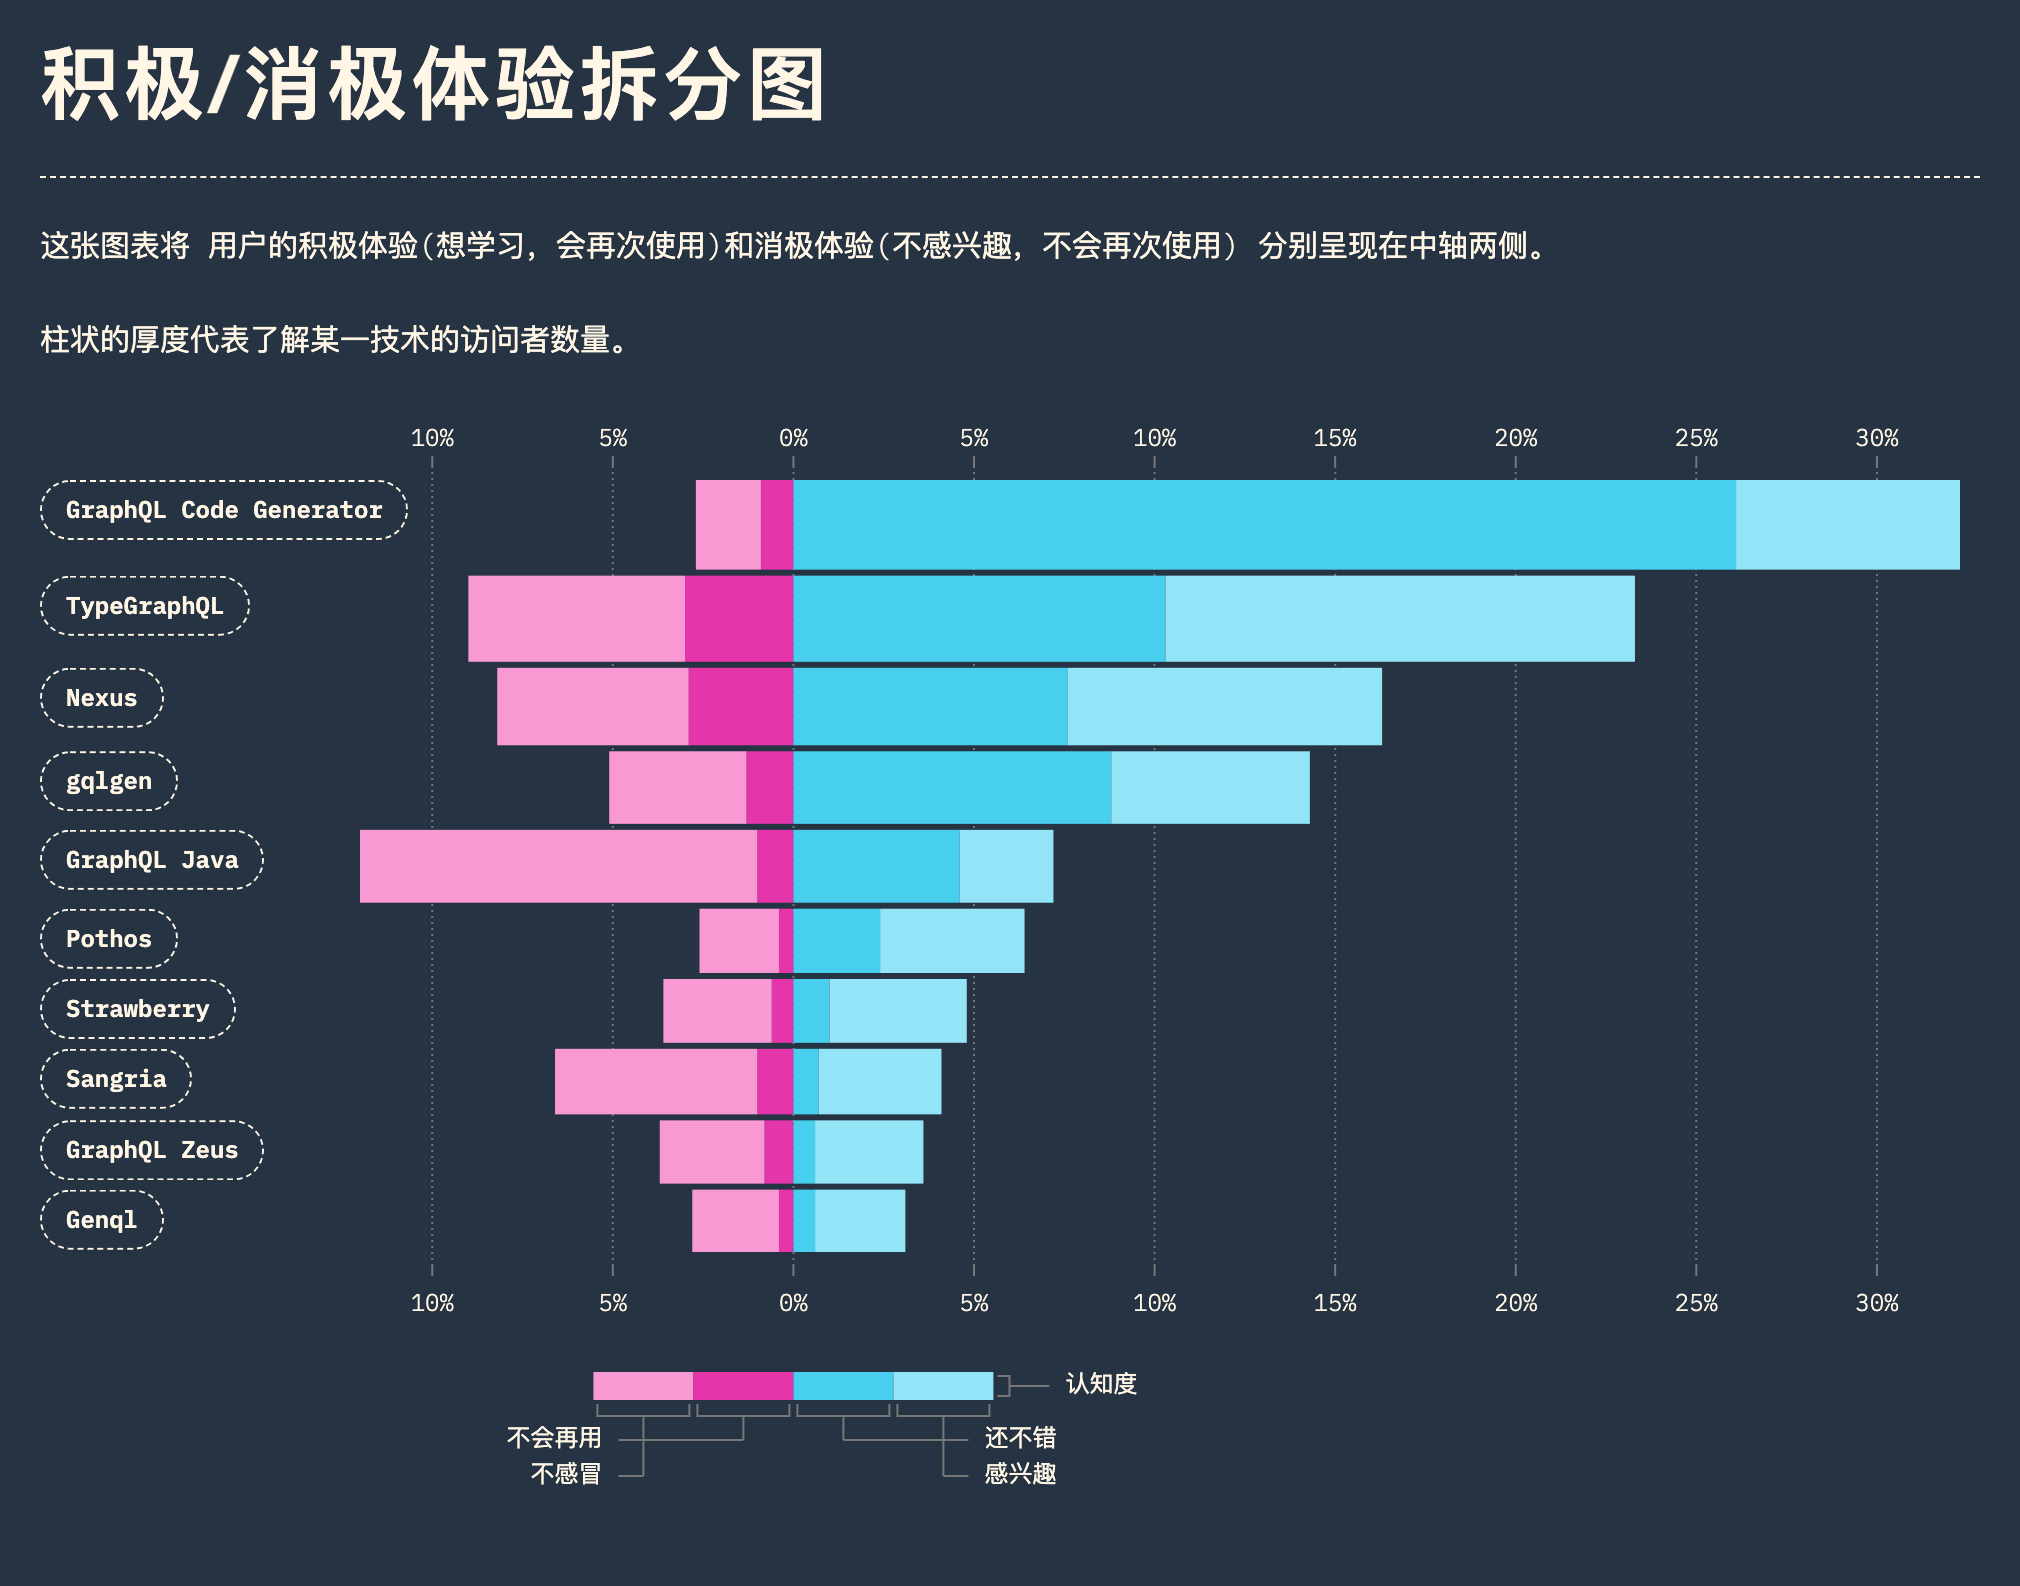 积极/消极体验拆分图
这张图表将 用户的积极体验(想学习, 会再次使用)和消极体验(不感兴趣, 不会再次使用) 分别呈现在中轴两侧。
柱状的厚度代表了解某一技术的访问者数量。
10% 5% 0% 5% 10% 15% 20% 25% 30%
GraphQL Code Generator
TypeGraphQL
Nexus
gqlgen
GraphQL Java
Pothos
Strawberry
Sangria
GraphQL Zeus
Genql
10% 5% 0% 5% 10% 15% 20% 25% 30%
认知度
不会再用 还不错
不感冒 感兴趣